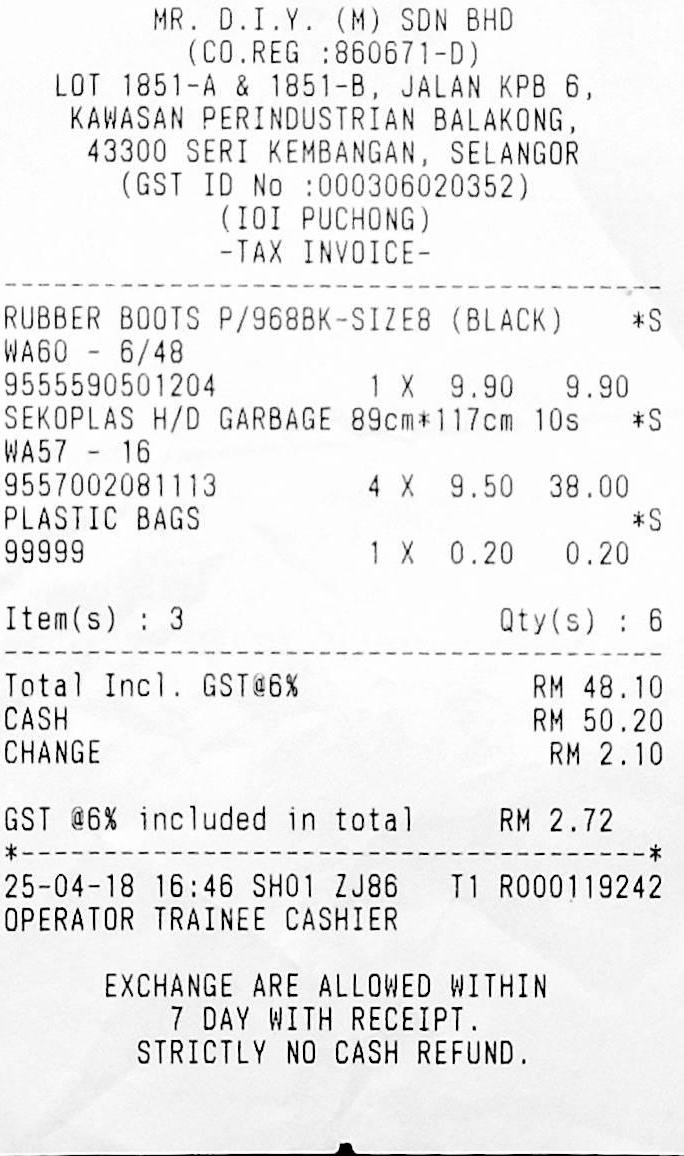 MR. D.I.Y. (M) SDN BHD
(CO.REG :860671-D)
LOT 1851-A & 1851-B, JALAN KPB 6,
KAWASAN PERINDUSTRIAN BALAKONG,
43300 SERI KEMBANGAN, SELANGOR
(GST ID No :000306020352)
(IOI PUCHONG)
-TAX INVOICE-
RUBBER BOOTS P/968BK-SIZE8 (BLACK) *S
WA60 - 6/48
9555590501204 1 X 9.90 9.90
SEKOPLAS H/D GARBAGE 89cm*117cm 10s *S
WA57 - 16
9557002081113 4 X 9.50 38.00
PLASTIC BAGS *S
99999 1 X 0.20 0.20
Item(s) : 3 Qty(s) : 6
Total Incl. GST@6% RM 48.10
CASH RM 50.20
CHANGE RM 2.10
GST @6% included in total RM 2.72
*--------------------------------------*
25-04-18 16:46 SH01 ZJ86 T1 R000119242
OPERATOR TRAINEE CASHIER
EXCHANGE ARE ALLOWED WITHIN
7 DAY WITH RECEIPT.
STRICTLY NO CASH REFUND.